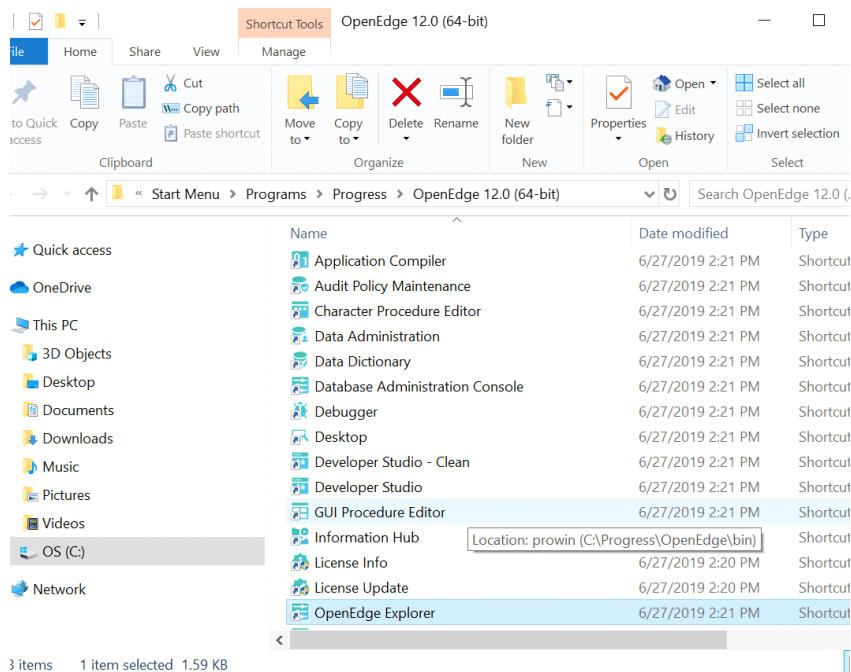 Shortcut Tools OpenEdge 12.0 (64-bit)
ile Home Share View Manage
to Quick access
Copy
Paste
Cut
Copy path
Paste shortcut
Move to
Copy to
Delete
Rename
New folder
Properties
Open
Edit
History
Select all
Select none
Invert selection
Clipboard Organize New Open Select
« Start Menu > Programs > Progress > OpenEdge 12.0 (64-bit) Search OpenEdge 12.0 (
Quick access
OneDrive
This PC
3D Objects
Desktop
Documents
Downloads
Music
Pictures
Videos
OS (C:)
Network
Name Date modified Type
Application Compiler 6/27/2019 2:21 PM Shortcut
Audit Policy Maintenance 6/27/2019 2:21 PM Shortcut
Character Procedure Editor 6/27/2019 2:21 PM Shortcut
Data Administration 6/27/2019 2:21 PM Shortcut
Data Dictionary 6/27/2019 2:21 PM Shortcut
Database Administration Console 6/27/2019 2:21 PM Shortcut
Debugger 6/27/2019 2:21 PM Shortcut
Desktop 6/27/2019 2:21 PM Shortcut
Developer Studio - Clean 6/27/2019 2:21 PM Shortcut
Developer Studio 6/27/2019 2:21 PM Shortcut
GUI Procedure Editor 6/27/2019 2:21 PM Shortcut
Information Hub Shortcut
Location: prowin (C:\Progress\OpenEdge\bin)
License Info 6/27/2019 2:20 PM Shortcut
License Update 6/27/2019 2:20 PM Shortcut
OpenEdge Explorer 6/27/2019 2:21 PM Shortcut
items 1 item selected 1.59 KB